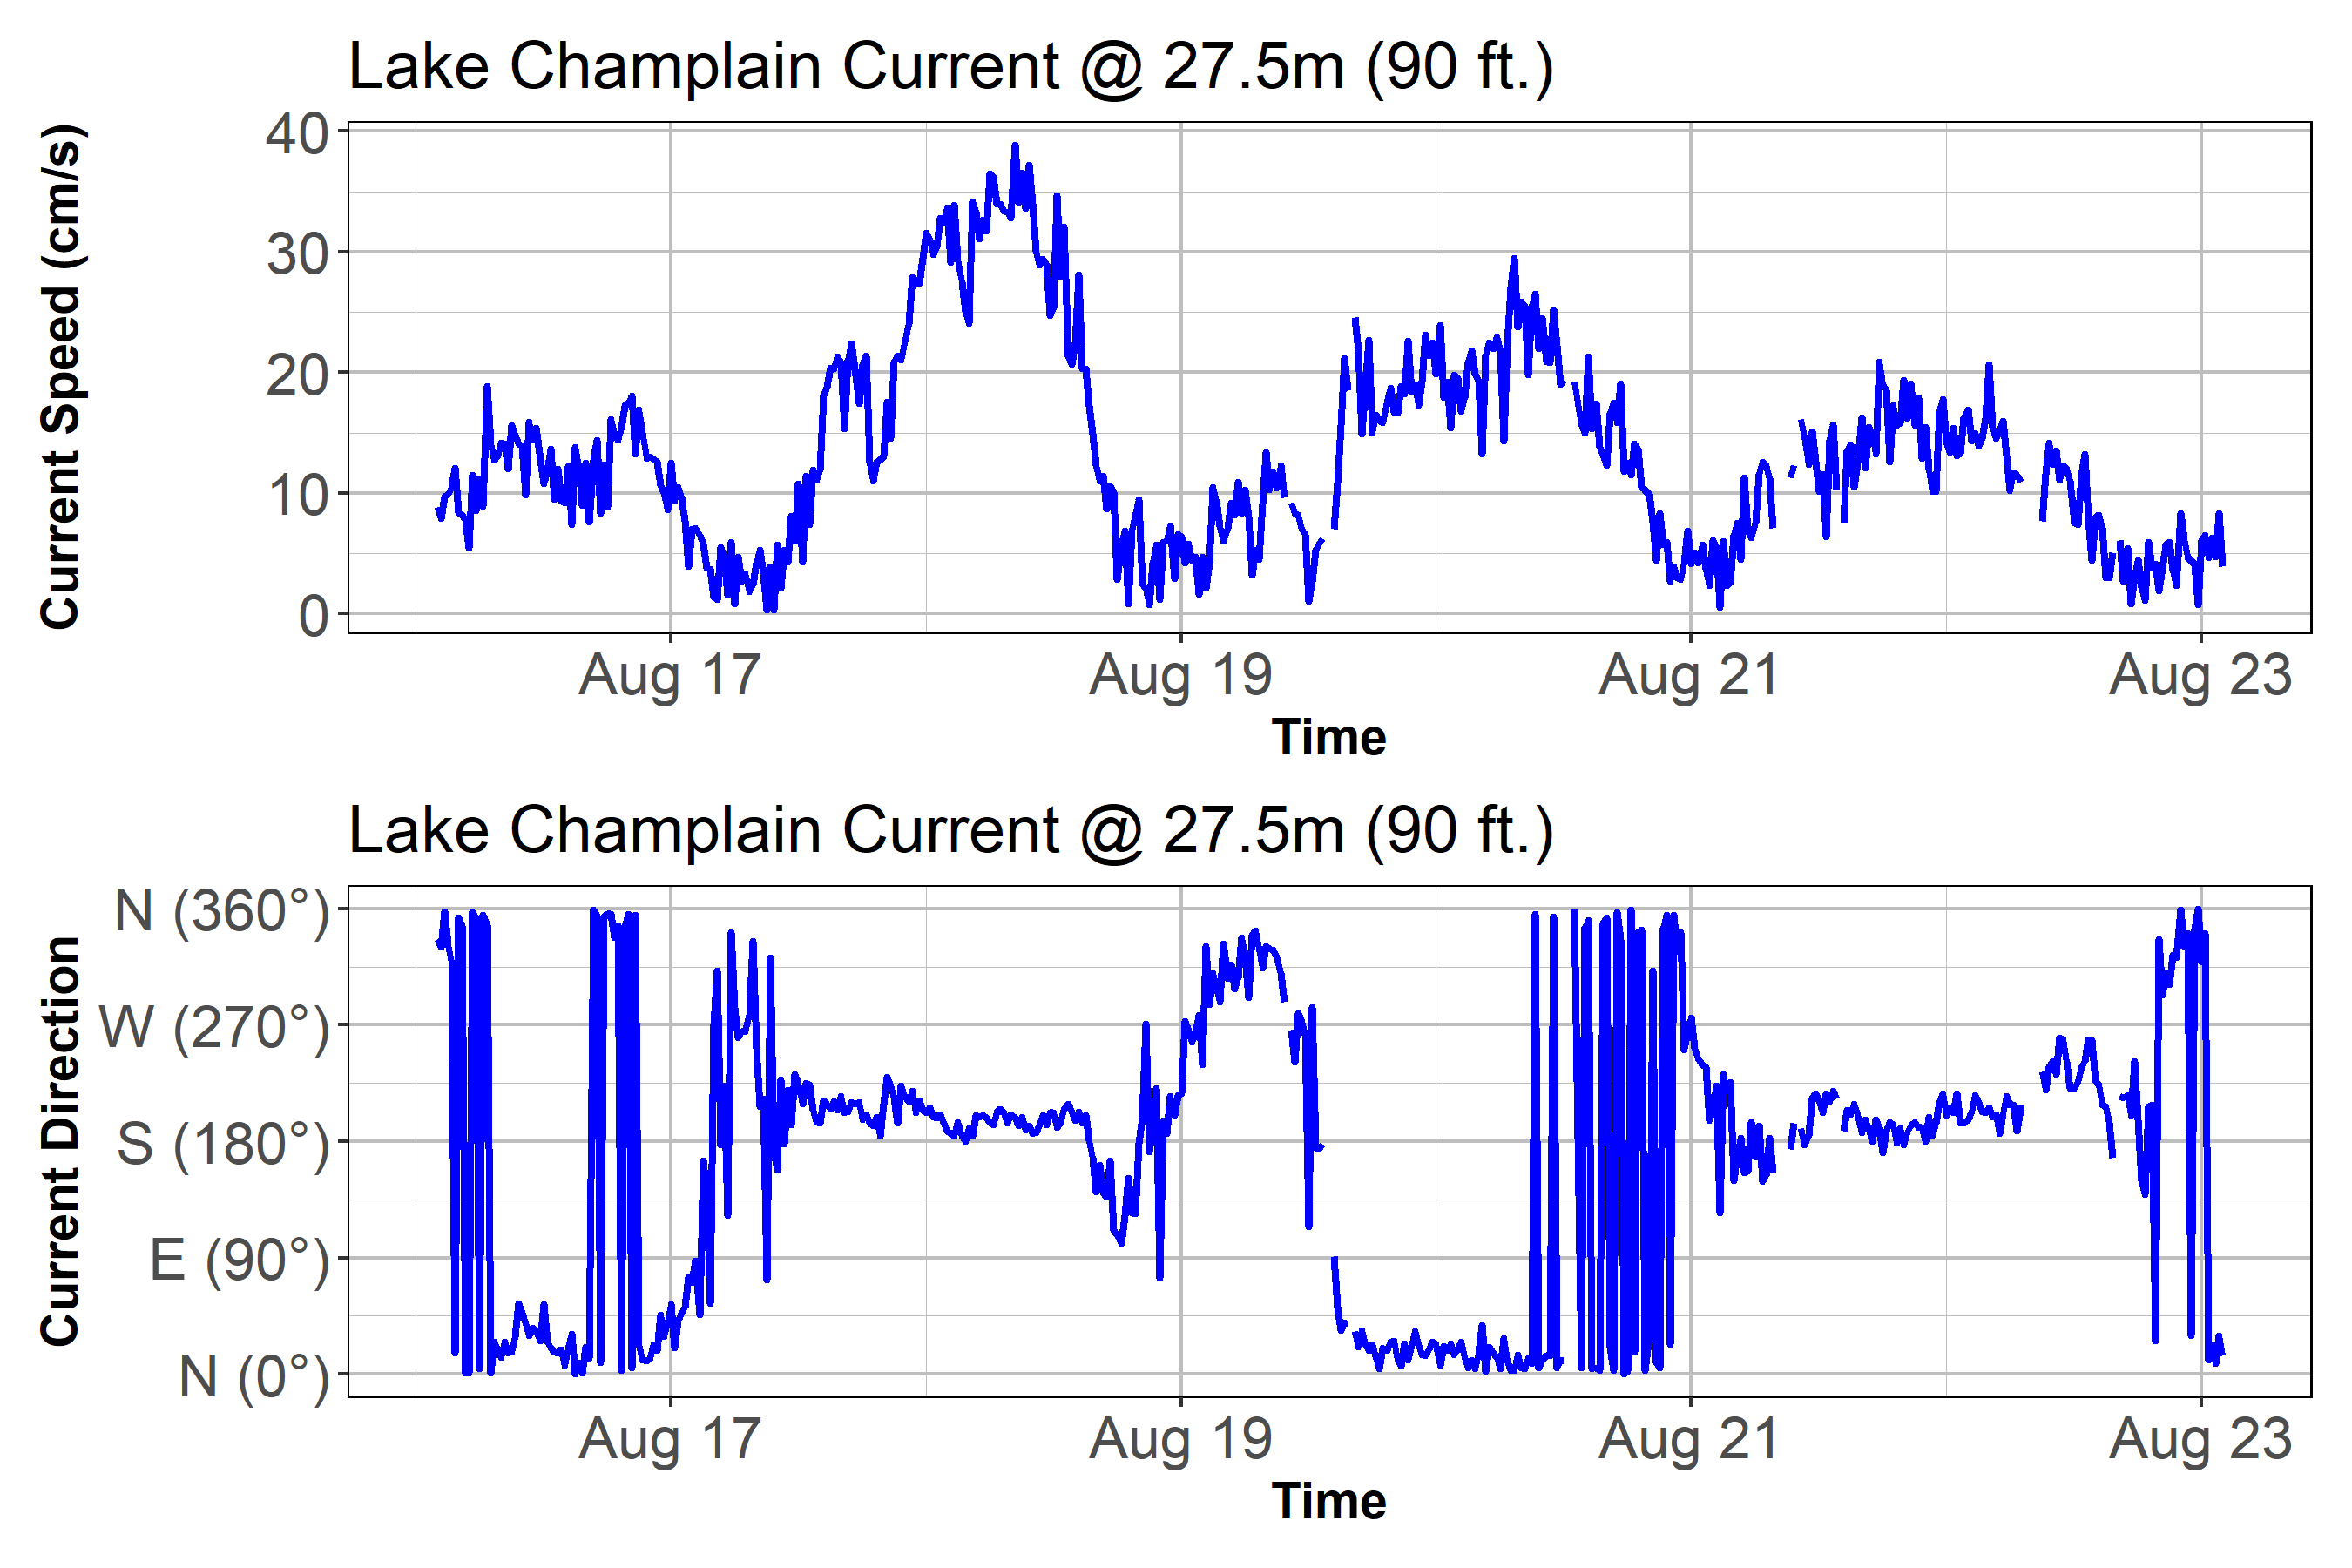 Lake Champlain Current @ 27.5m (90 ft.)
Current Speed (cm/s)
40
30
20
10
0
Aug 17 Aug 19 Aug 21 Aug 23
Time
Lake Champlain Current @ 27.5m (90 ft.)
Current Direction
N (360°)
W (270°)
S (180°)
E (90°)
N (0°)
Aug 17 Aug 19 Aug 21 Aug 23
Time